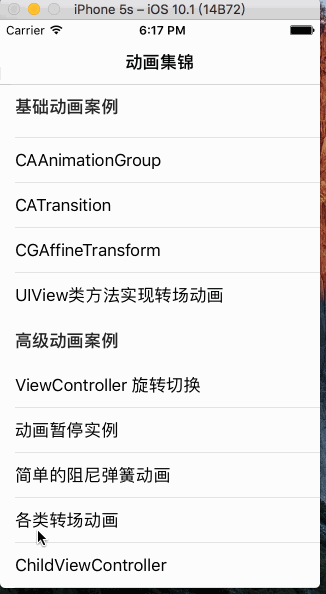 iPhone 5s – iOS 10.1 (14B72)
Carrier 6:17 PM
动画集锦
基础动画案例
CAAnimationGroup
CATransition
CGAffineTransform
UIView类方法实现转场动画
高级动画案例
ViewController 旋转切换
动画暂停实例
简单的阻尼弹簧动画
各类转场动画
ChildViewController